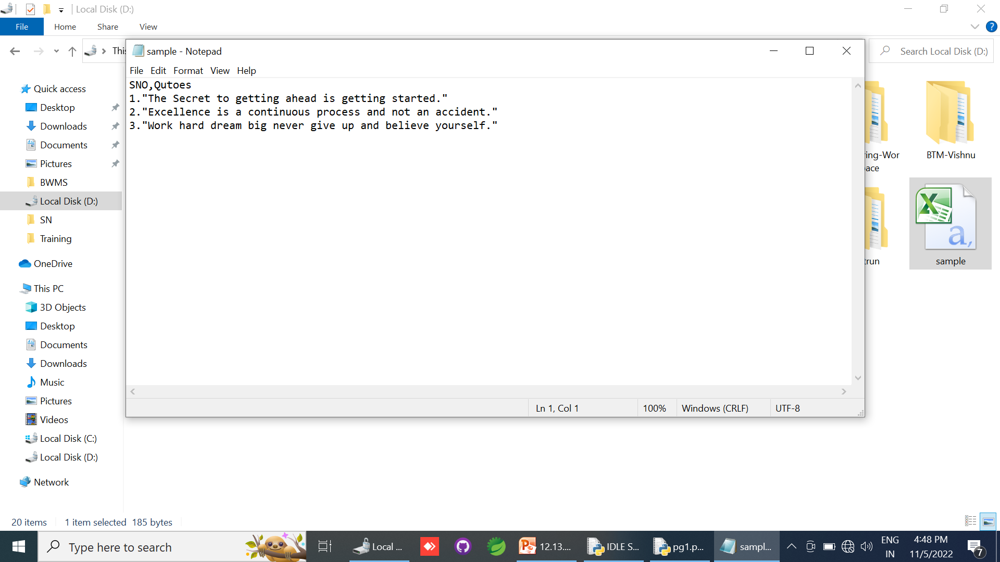 Local Disk (D:)
File Home Share View
?
This
Search Local Disk (D:)
sample - Notepad
File Edit Format View Help
SNO,Qutoes
1."The Secret to getting ahead is getting started."
2."Excellence is a continuous process and not an accident."
3."Work hard dream big never give up and believe yourself."
Ln 1, Col 1 100% Windows (CRLF) UTF-8
Quick access
Desktop
Downloads
Documents
Pictures
BWMS
Local Disk (D:)
SN
Training
OneDrive
This PC
3D Objects
Desktop
Documents
Downloads
Music
Pictures
Videos
Local Disk (C:)
Local Disk (D:)
Network
ring-Wor
pace
BTM-Vishnu
trun
X
a,
sample
20 items 1 item selected 185 bytes
Type here to search
Local ...
P
12.13....
IDLE S...
pg1.p...
sampl...
ENG
IN
4:48 PM
11/5/2022
7